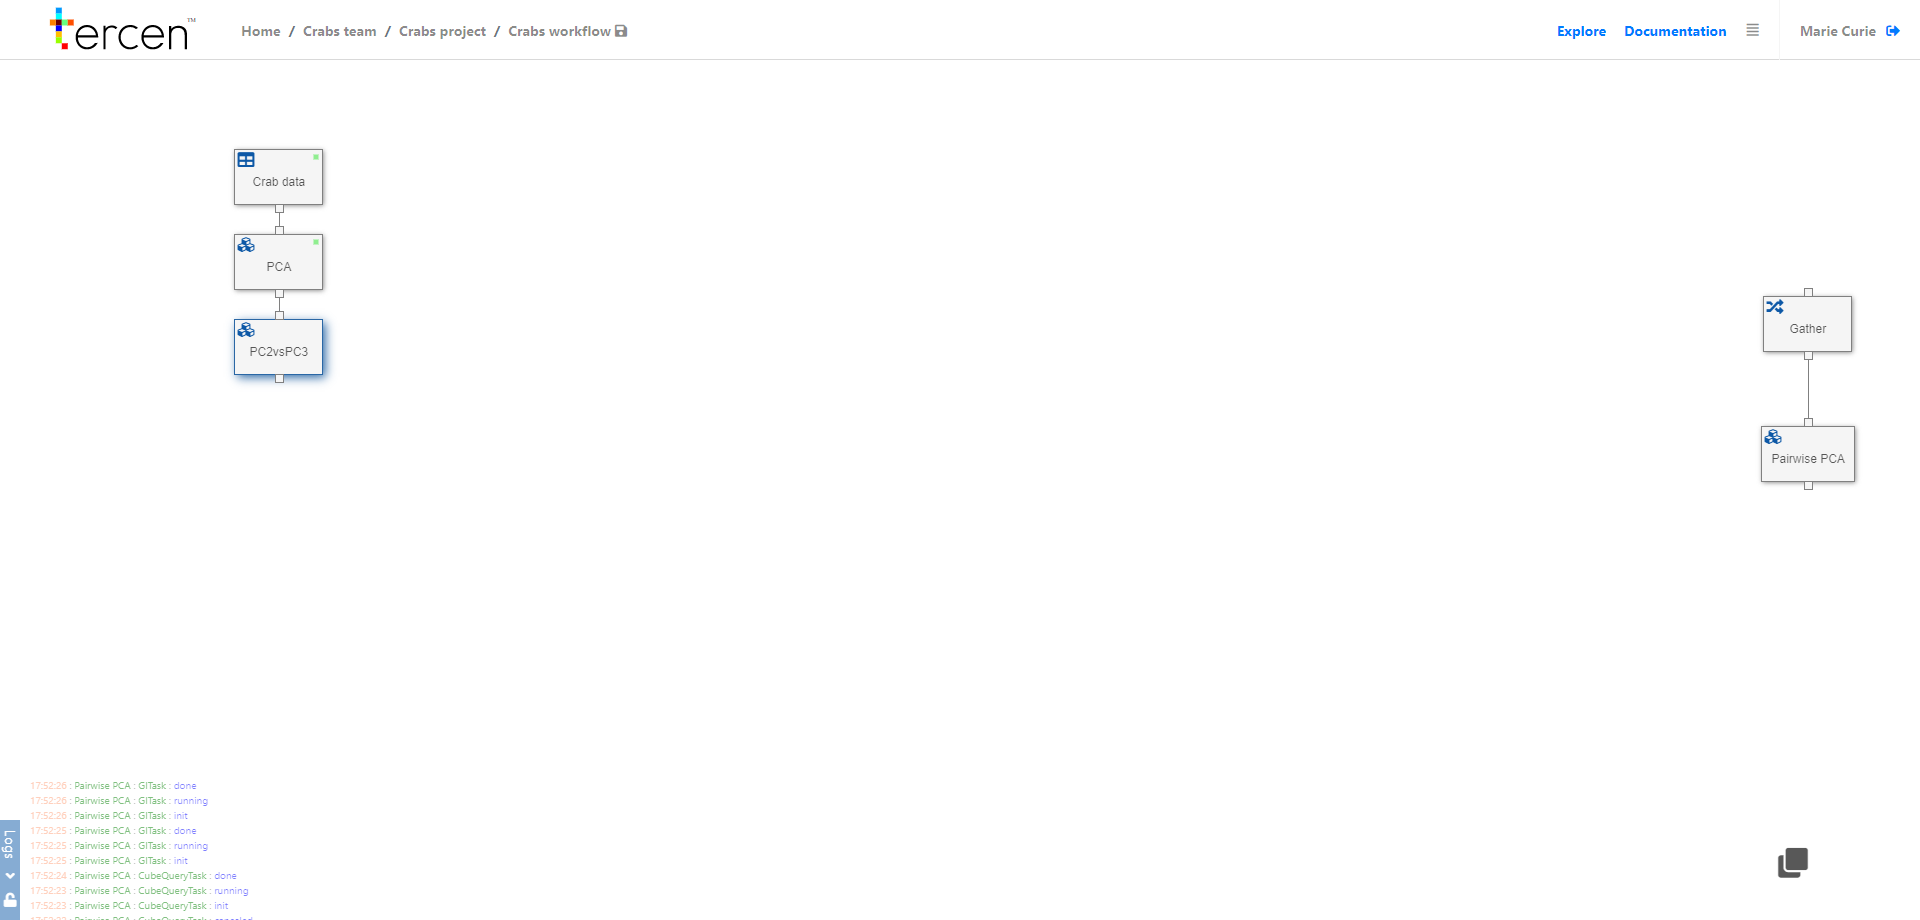 tercen™
Home / Crabs team / Crabs project / Crabs workflow
Explore Documentation Marie Curie
Crab data
PCA
PC2vsPC3
Gather
Pairwise PCA
17:52:26 : Pairwise PCA : GlTask : done
17:52:26 : Pairwise PCA : GlTask : running
17:52:26 : Pairwise PCA : GlTask : init
17:52:25 : Pairwise PCA : GlTask : done
17:52:25 : Pairwise PCA : GlTask : running
17:52:25 : Pairwise PCA : GlTask : init
17:52:24 : Pairwise PCA : CubeQueryTask : done
17:52:23 : Pairwise PCA : CubeQueryTask : running
17:52:23 : Pairwise PCA : CubeQueryTask : init
Pairwise PCA : CubeQueryTask : canceled
Logs